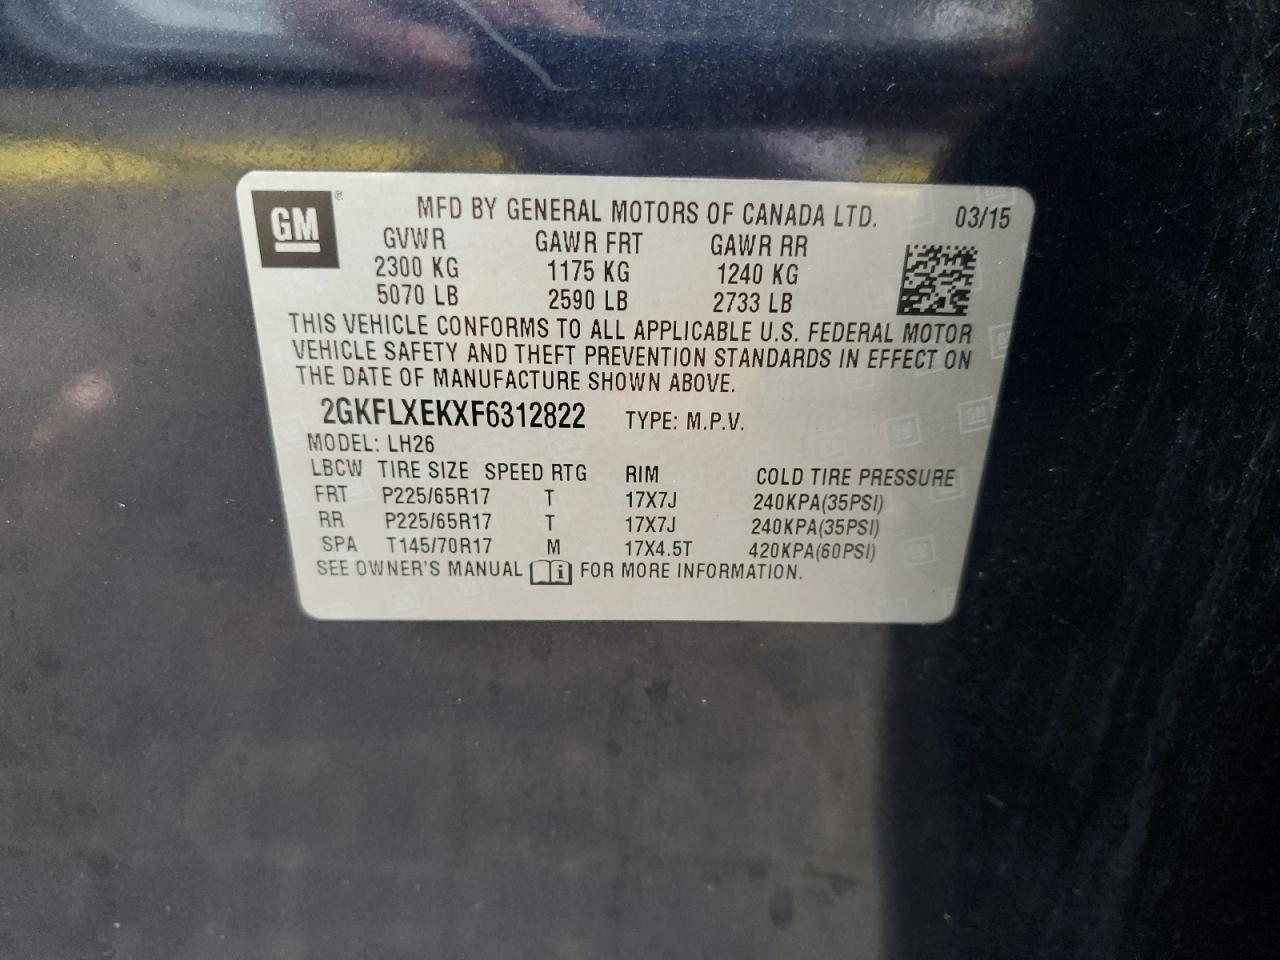 GM ®
MFD BY GENERAL MOTORS OF CANADA LTD. 03/15
GVWR GAWR FRT GAWR RR
2300 KG 1175 KG 1240 KG
5070 LB 2590 LB 2733 LB
THIS VEHICLE CONFORMS TO ALL APPLICABLE U.S. FEDERAL MOTOR
VEHICLE SAFETY AND THEFT PREVENTION STANDARDS IN EFFECT ON
THE DATE OF MANUFACTURE SHOWN ABOVE.
2GKFLXEKXF6312822 TYPE: M.P.V.
MODEL: LH26
LBCW TIRE SIZE SPEED RTG RIM COLD TIRE PRESSURE
FRT P225/65R17 T 17X7J 240KPA(35PSI)
RR P225/65R17 T 17X7J 240KPA(35PSI)
SPA T145/70R17 M 17X4.5T 420KPA(60PSI)
SEE OWNER'S MANUAL i FOR MORE INFORMATION.